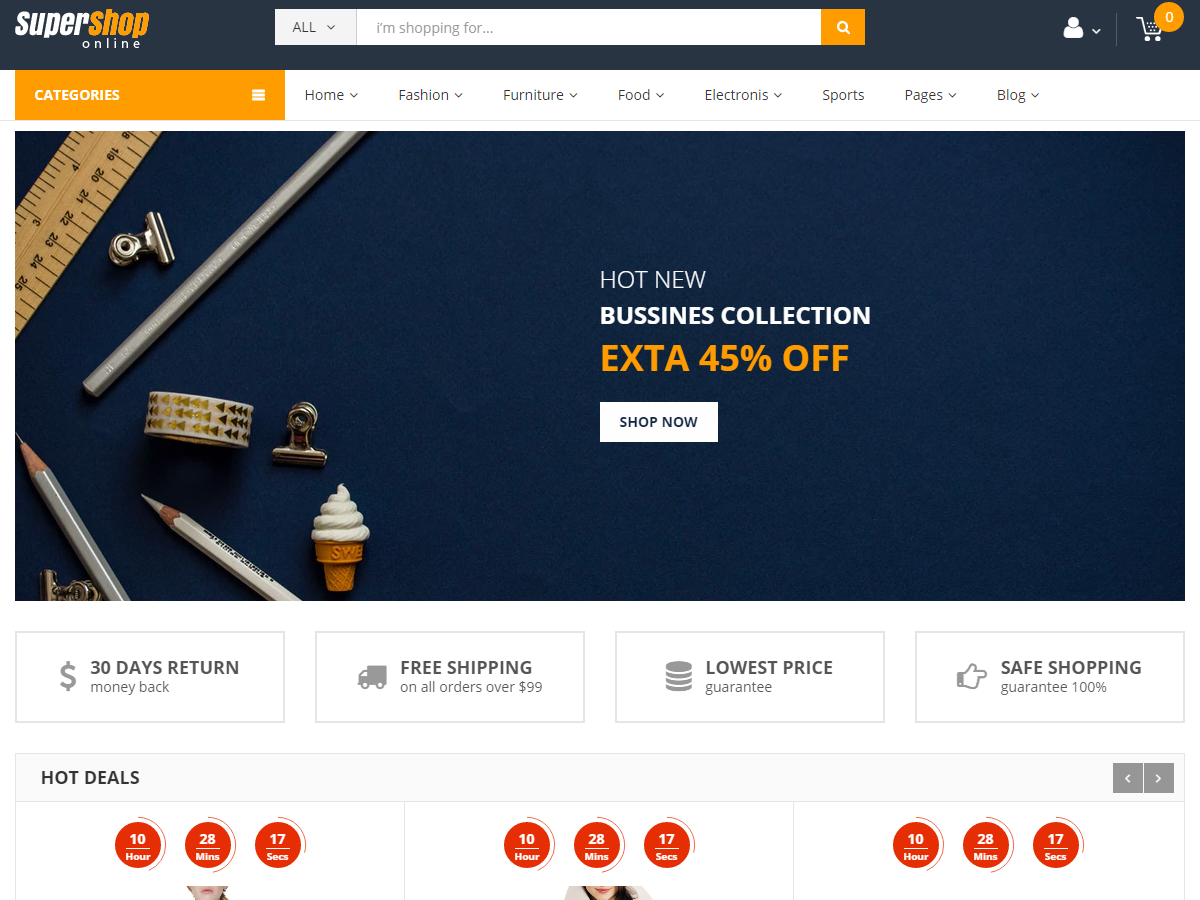 SuperShop
online
ALL
i'm shopping for...
0
CATEGORIES
Home
Fashion
Furniture
Food
Electronis
Sports
Pages
Blog
HOT NEW
BUSSINES COLLECTION
EXTA 45% OFF
SHOP NOW
SWE
30 DAYS RETURN
money back
FREE SHIPPING
on all orders over $99
LOWEST PRICE
guarantee
SAFE SHOPPING
guarantee 100%
HOT DEALS
10
Hour
28
Mins
17
Secs
10
Hour
28
Mins
17
Secs
10
Hour
28
Mins
17
Secs